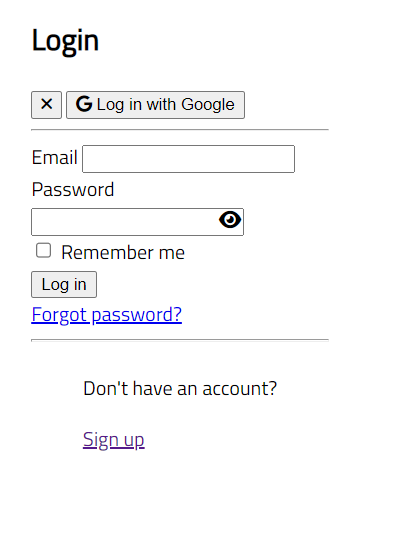 Login
Log in with Google
Email
Password
Remember me
Log in
Forgot password?
Don't have an account?
Sign up